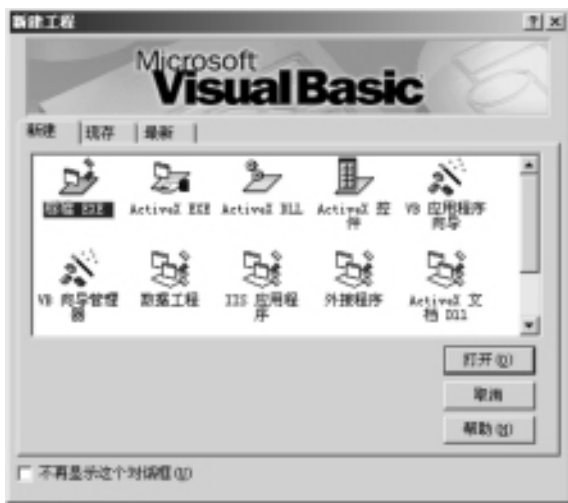 新建工程
Microsoft
Visual Basic
新建 现存 最新
标准 EXE ActiveX EXE ActiveX DLL ActiveX 控件 VB 应用程序向导
VB 向导管理器 数据工程 IIS 应用程序 外接程序 ActiveX 文档 Dll
打开(O)
取消
帮助(H)
不再显示这个对话框(D)